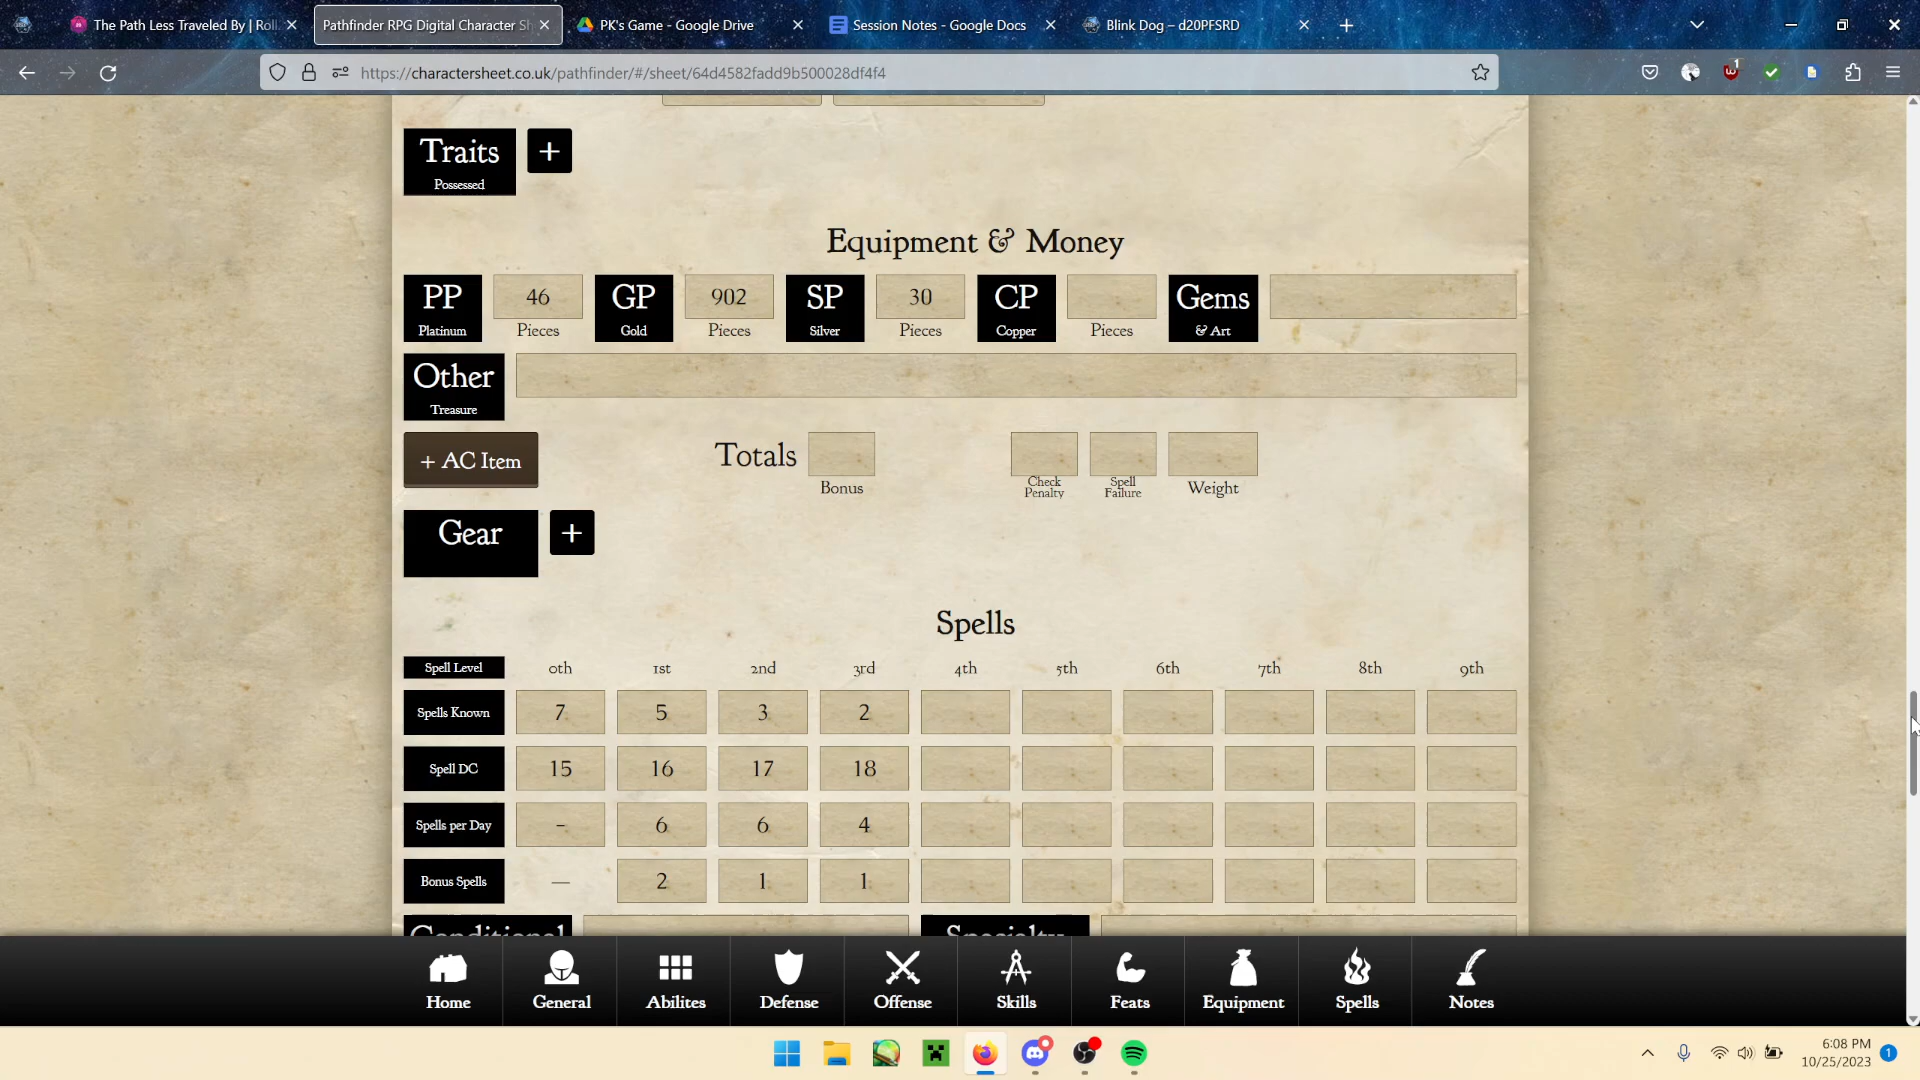 The Path Less Traveled By | Roll
Pathfinder RPG Digital Character Sh
PK's Game - Google Drive
Session Notes - Google Docs
Blink Dog – d20PFSRD
https://charactersheet.co.uk/pathfinder/#/sheet/64d4582fadd9b500028df4f4
1
Traits
Possessed
+
Equipment & Money
PP
Platinum
46
Pieces
GP
Gold
902
Pieces
SP
Silver
30
Pieces
CP
Copper
Pieces
Gems
& Art
Other
Treasure
+ AC Item
Totals
Bonus
Check Penalty
Spell Failure
Weight
Gear
+
Spells
Spell Level 0th 1st 2nd 3rd 4th 5th 6th 7th 8th 9th
Spells Known 7 5 3 2
Spell DC 15 16 17 18
Spells per Day - 6 6 4
Bonus Spells — 2 1 1
Conditional
Specialty
Home
General
Abilites
Defense
Offense
Skills
Feats
Equipment
Spells
Notes
6:08 PM
10/25/2023
1